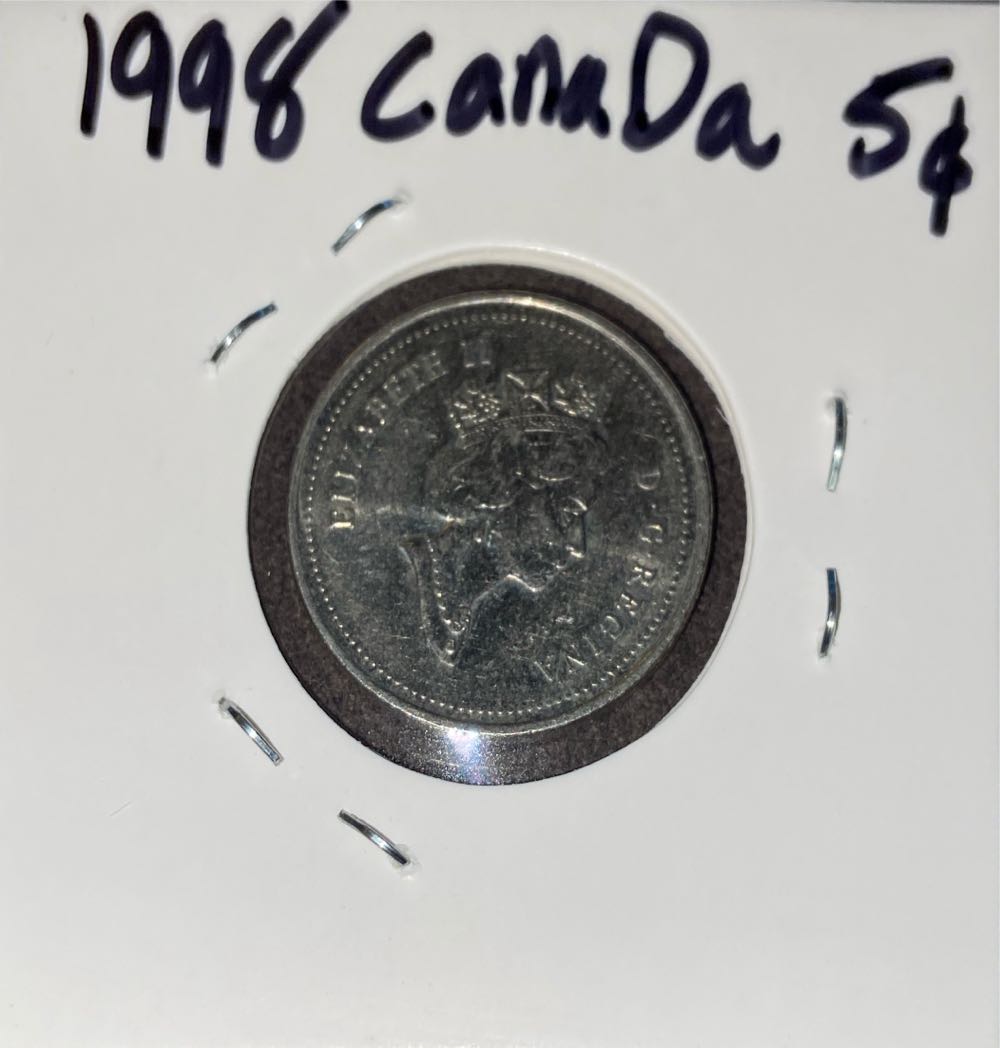 1998 CanaDa 5¢
ELIZABETH II D · G · REGINA